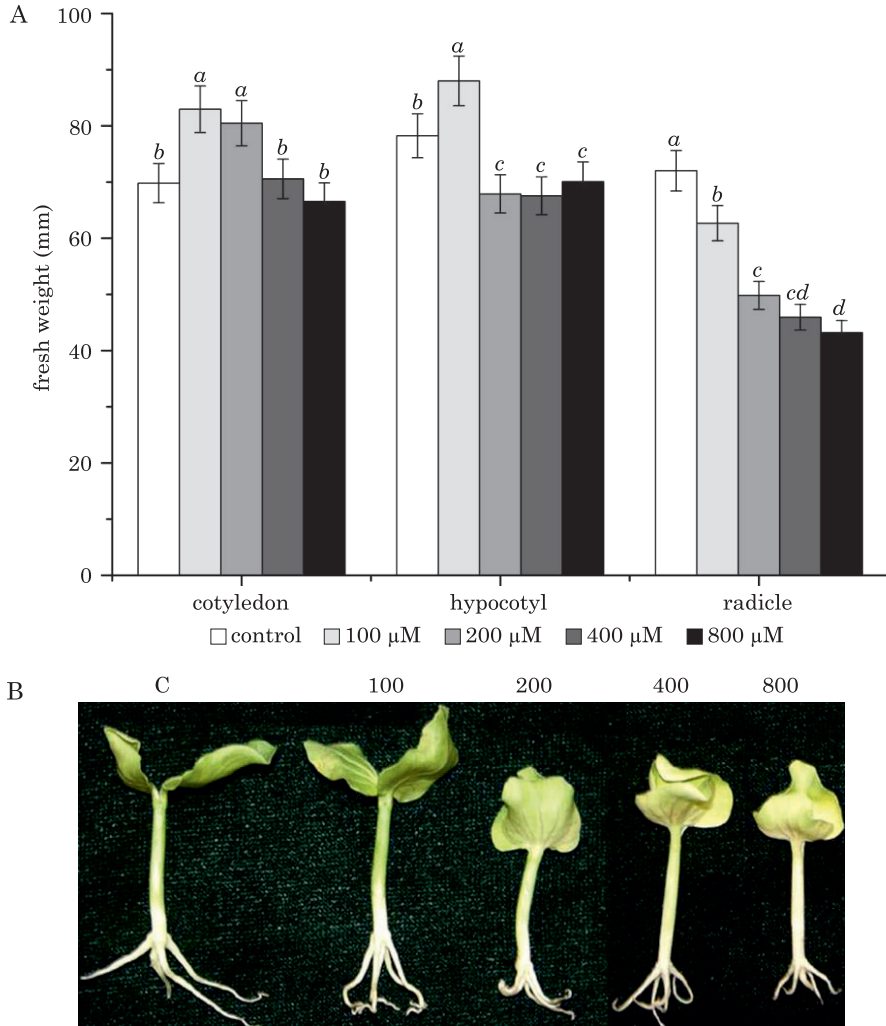 A
100
80
60
40
20
0
fresh weight (mm)
b a a b b
b a c c c
a b c cd d
cotyledon hypocotyl radicle
control 100 µM 200 µM 400 µM 800 µM
B
C 100 200 400 800